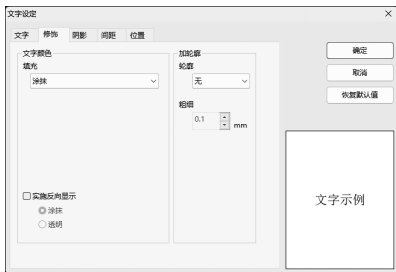 文字设定
文字 修饰 阴影 间距 位置
文字颜色
填充
涂抹
实施反向显示
涂抹
透明
加轮廓
轮廓
无
粗细
0.1 mm
确定
取消
恢复默认值
文字示例